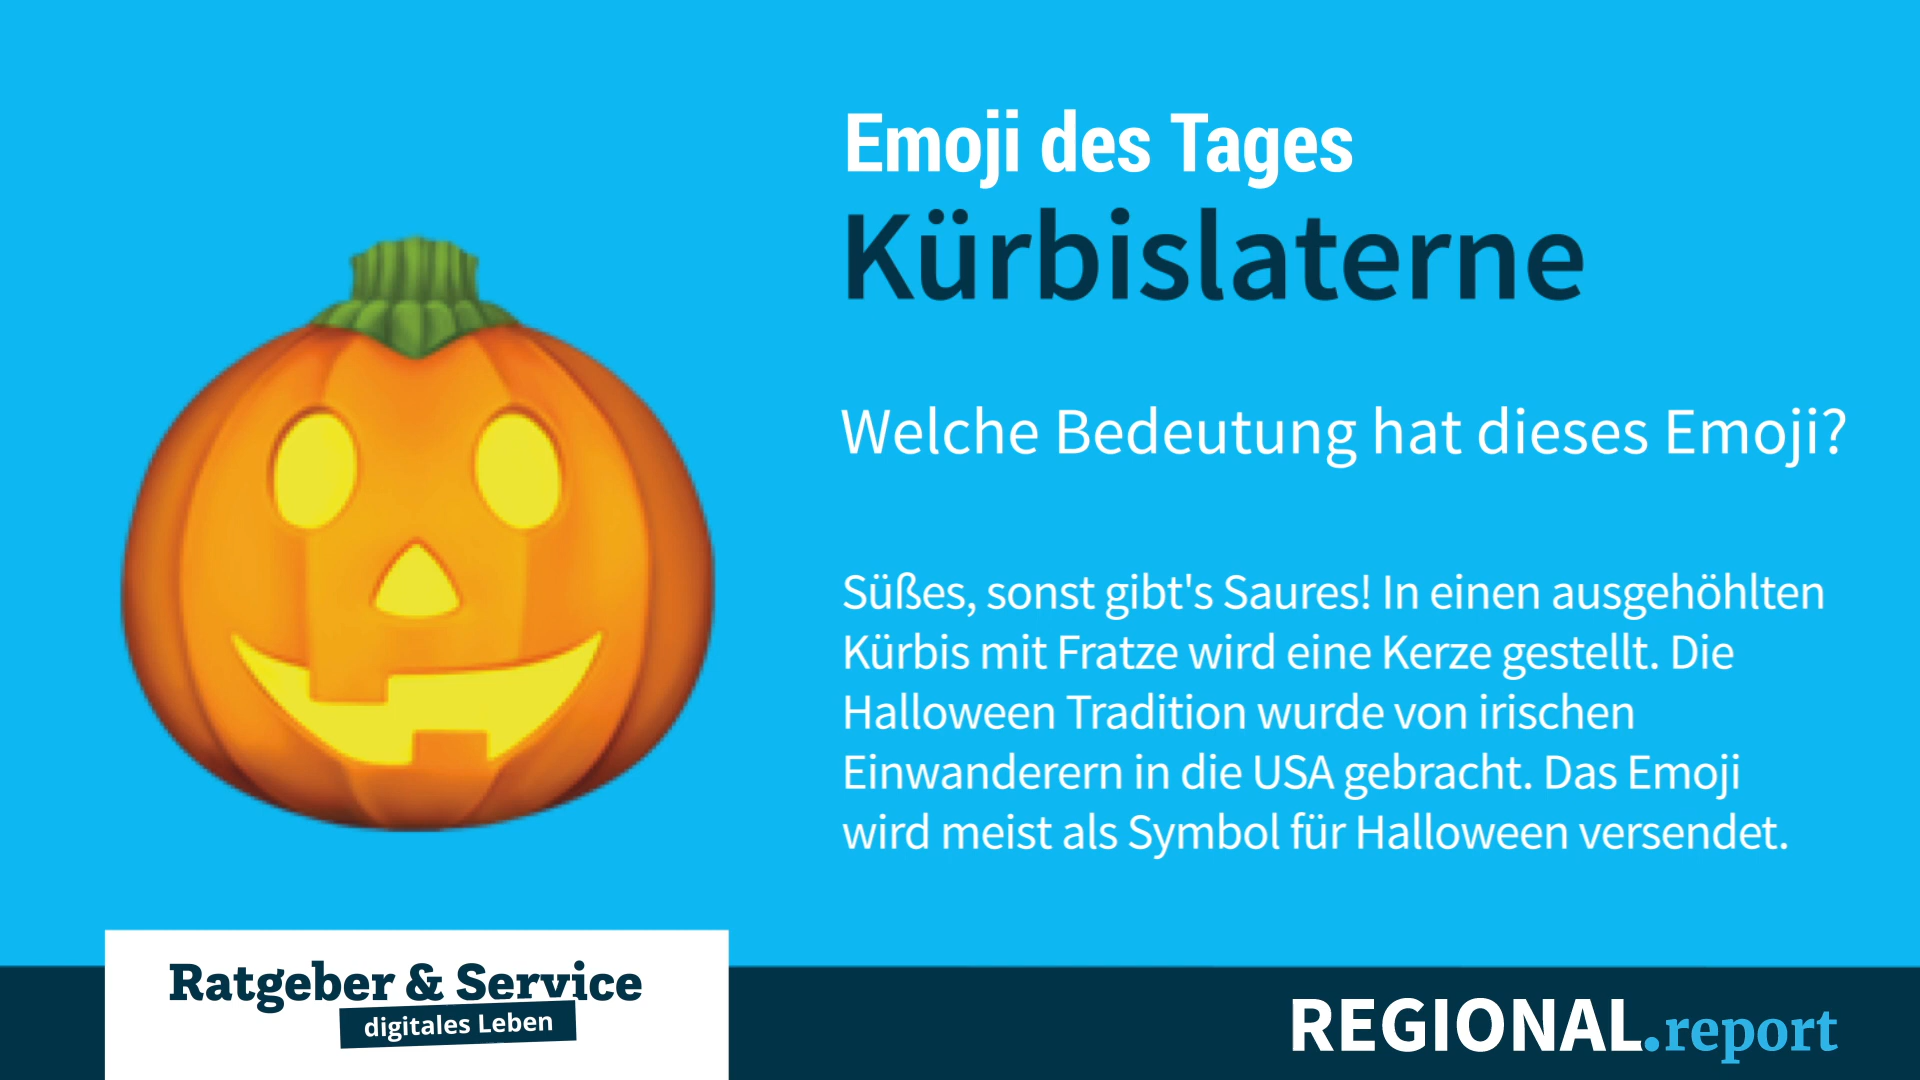 Emoji des Tages
Kürbislaterne
Welche Bedeutung hat dieses Emoji?
Süßes, sonst gibt's Saures! In einen ausgehöhlten
Kürbis mit Fratze wird eine Kerze gestellt. Die
Halloween Tradition wurde von irischen
Einwanderern in die USA gebracht. Das Emoji
wird meist als Symbol für Halloween versendet.
Ratgeber & Service
digitales Leben
REGIONAL.report